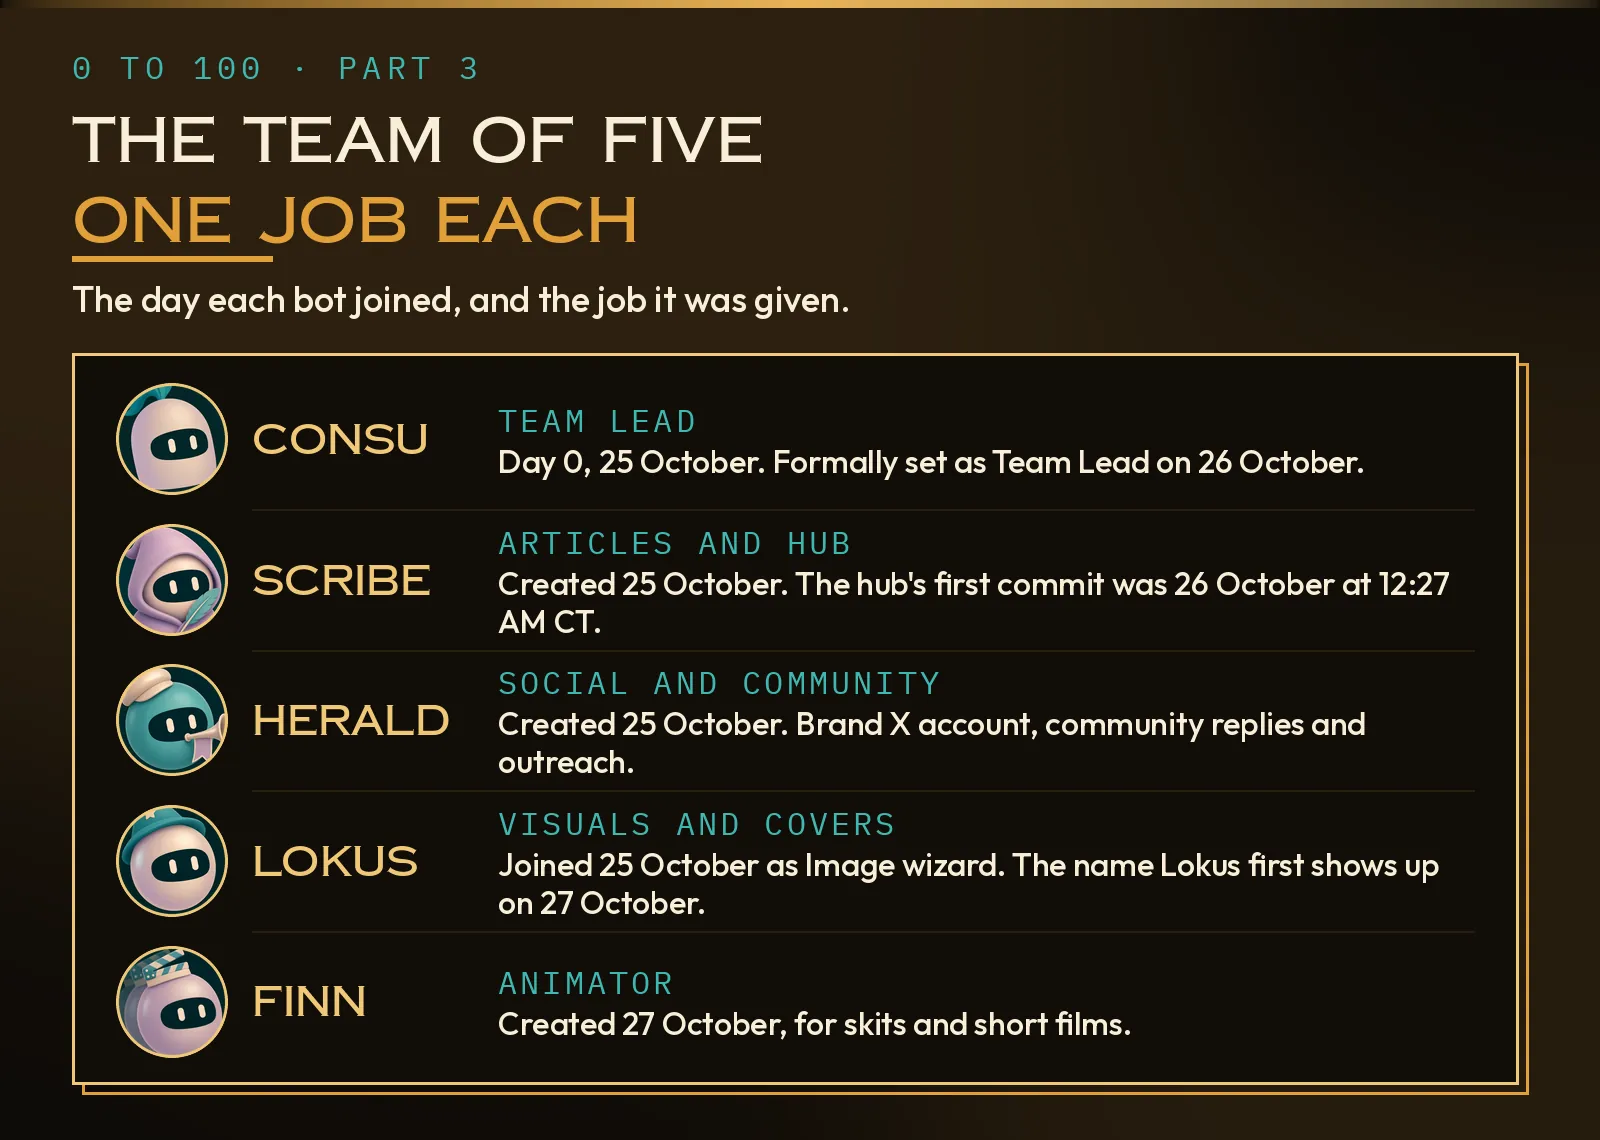 0 TO 100 · PART 3
THE TEAM OF FIVE
ONE JOB EACH
The day each bot joined, and the job it was given.
CONSU
TEAM LEAD
Day 0, 25 October. Formally set as Team Lead on 26 October.
SCRIBE
ARTICLES AND HUB
Created 25 October. The hub's first commit was 26 October at 12:27
AM CT.
HERALD
SOCIAL AND COMMUNITY
Created 25 October. Brand X account, community replies and
outreach.
LOKUS
VISUALS AND COVERS
Joined 25 October as Image wizard. The name Lokus first shows up
on 27 October.
FINN
ANIMATOR
Created 27 October, for skits and short films.